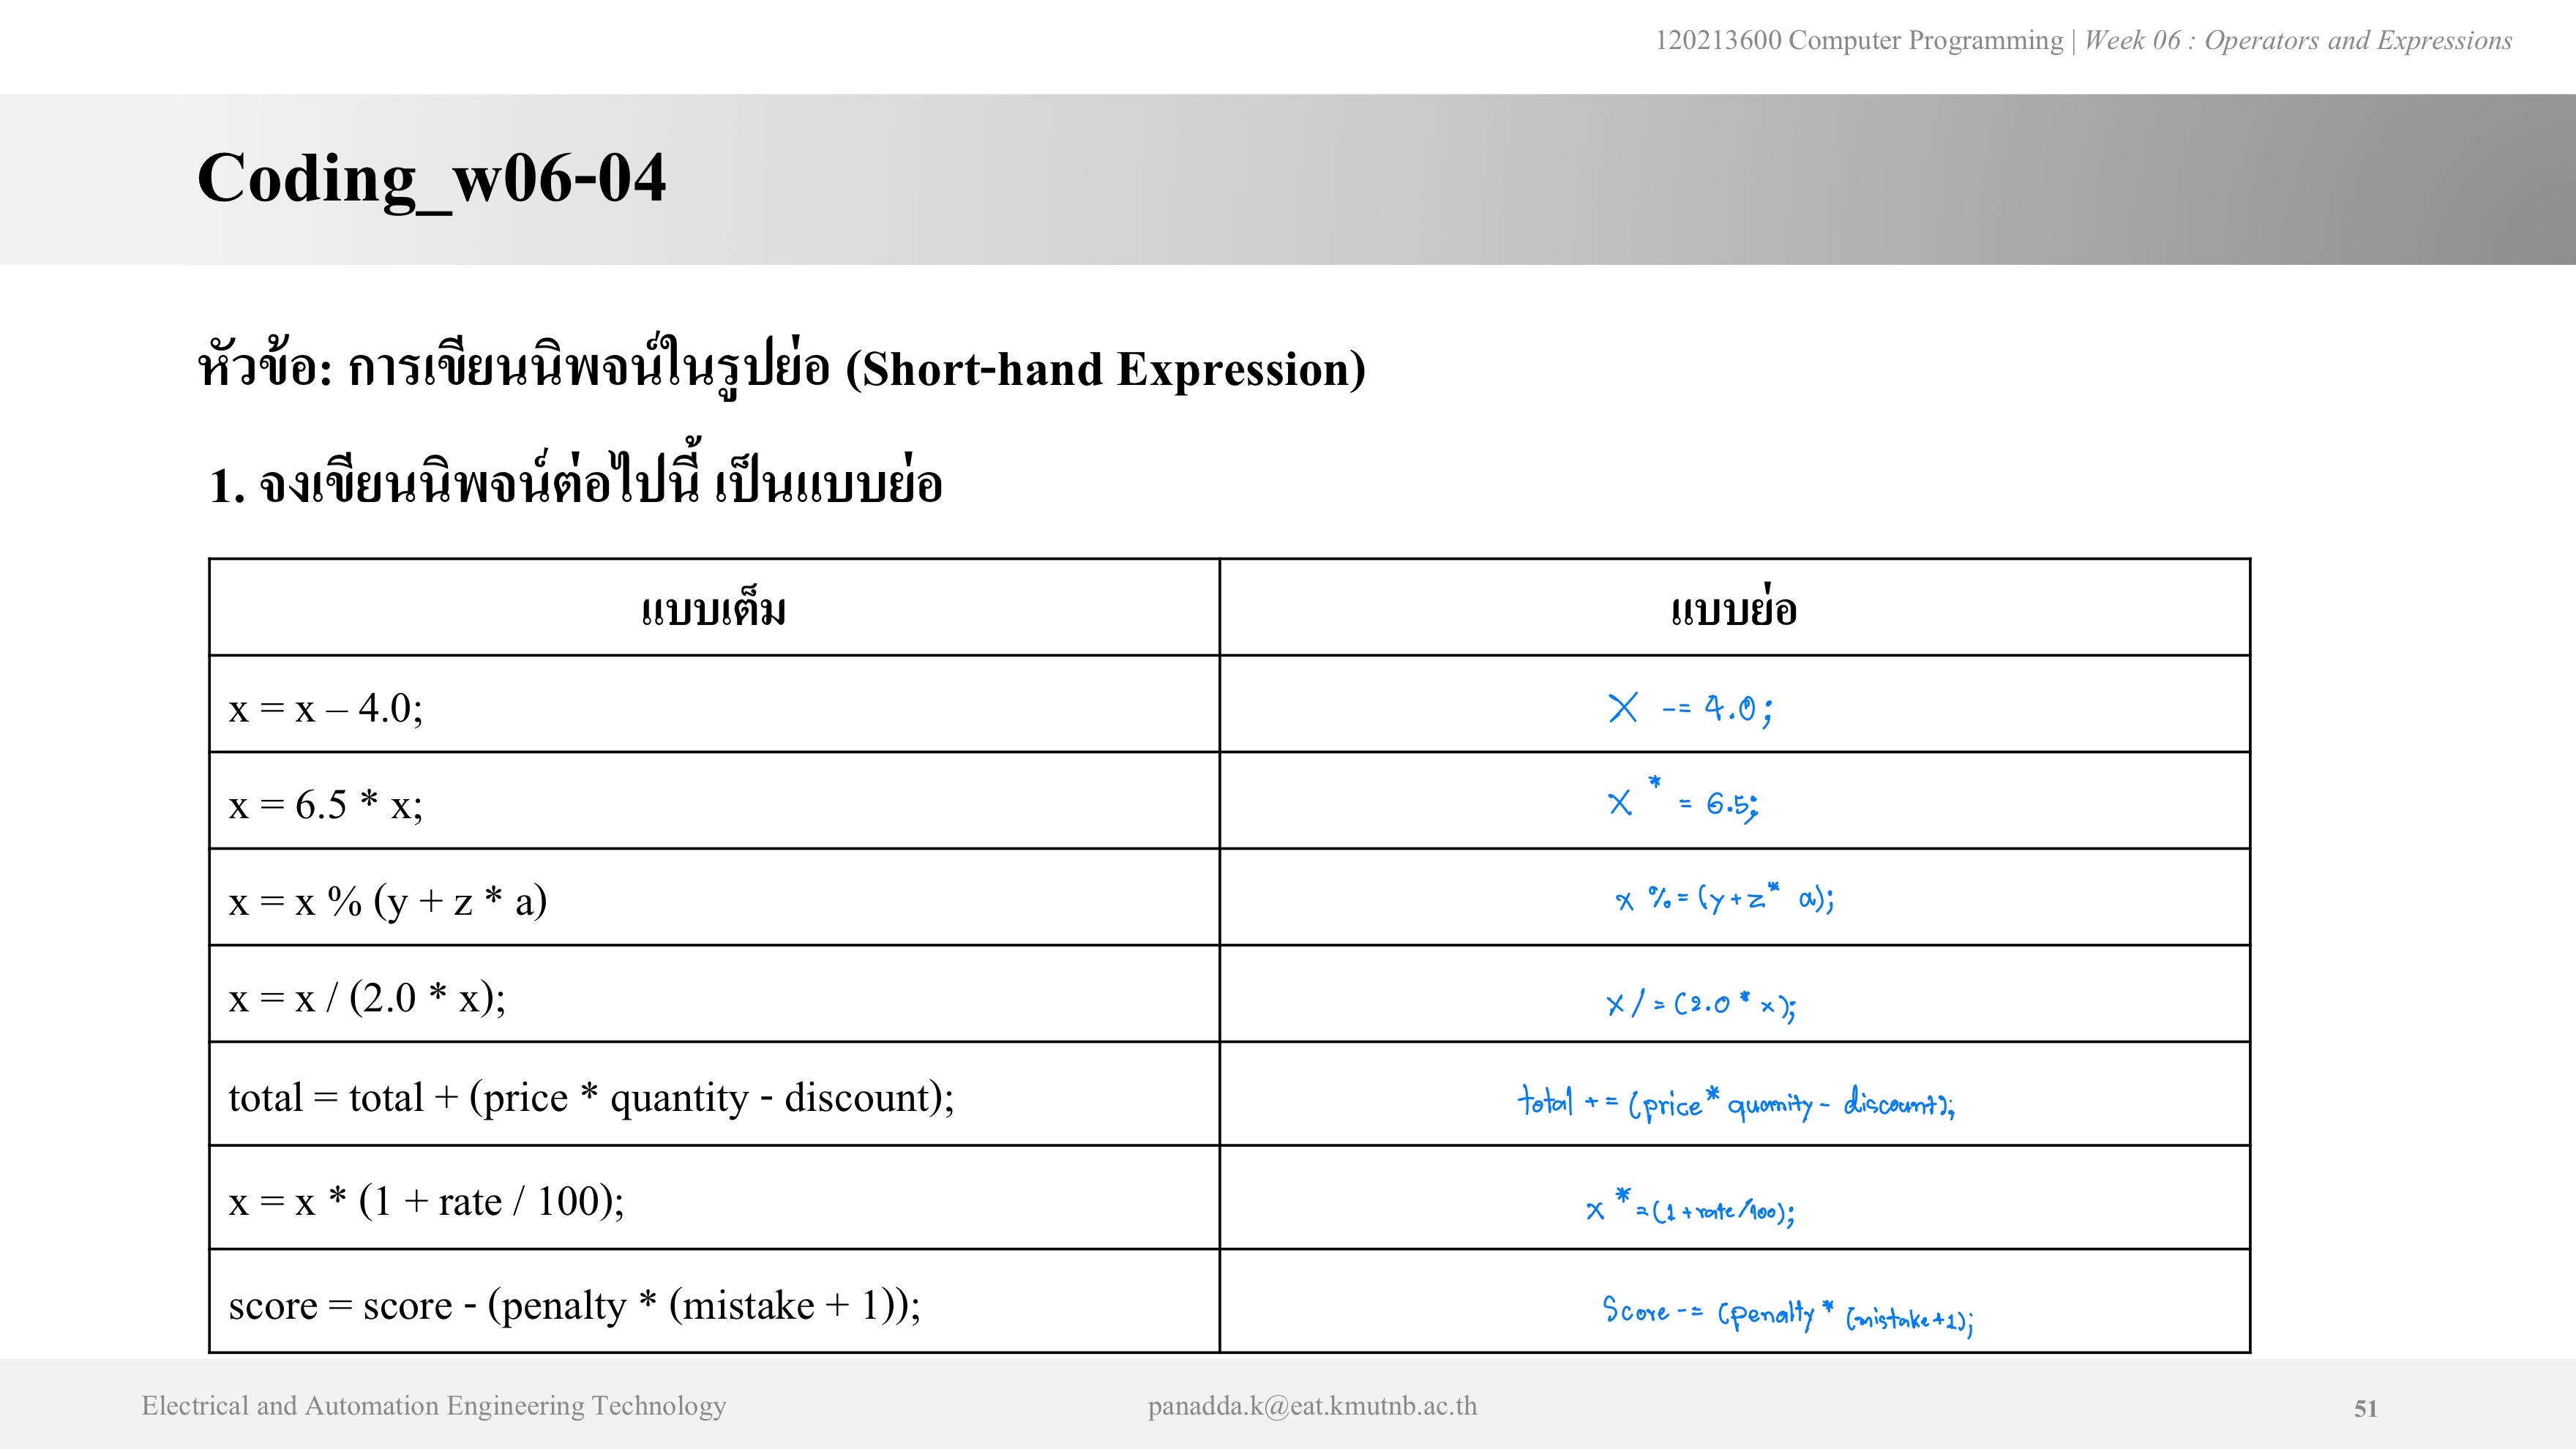 120213600 Computer Programming | Week 06 : Operators and Expressions
Coding_w06-04
หัวข้อ: การเขียนนิพจน์ในรูปย่อ (Short-hand Expression)
1. จงเขียนนิพจน์ต่อไปนี้ เป็นแบบย่อ
แบบเต็ม แบบย่อ
x = x – 4.0; X -= 4.0;
x = 6.5 * x; X * = 6.5;
x = x % (y + z * a) x %= (y+z* a);
x = x / (2.0 * x); x /= (2.0 * x);
total = total + (price * quantity - discount); total += (price* quamity - discount);
x = x * (1 + rate / 100); x *=(1+rate/100);
score = score - (penalty * (mistake + 1)); Score -= (penalty* (mistake+1);
Electrical and Automation Engineering Technology panadda.k@eat.kmutnb.ac.th 51